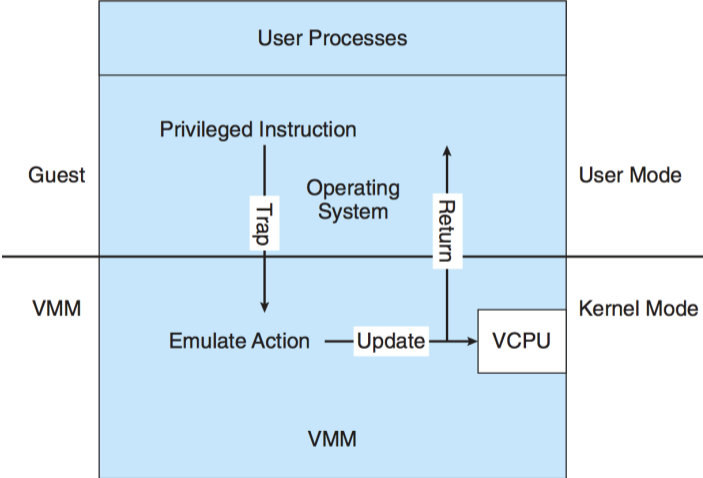 User Processes
Privileged Instruction
Guest
User Mode
Operating
System
Trap
Return
VMM
Kernel Mode
Emulate Action
Update
VCPU
VMM